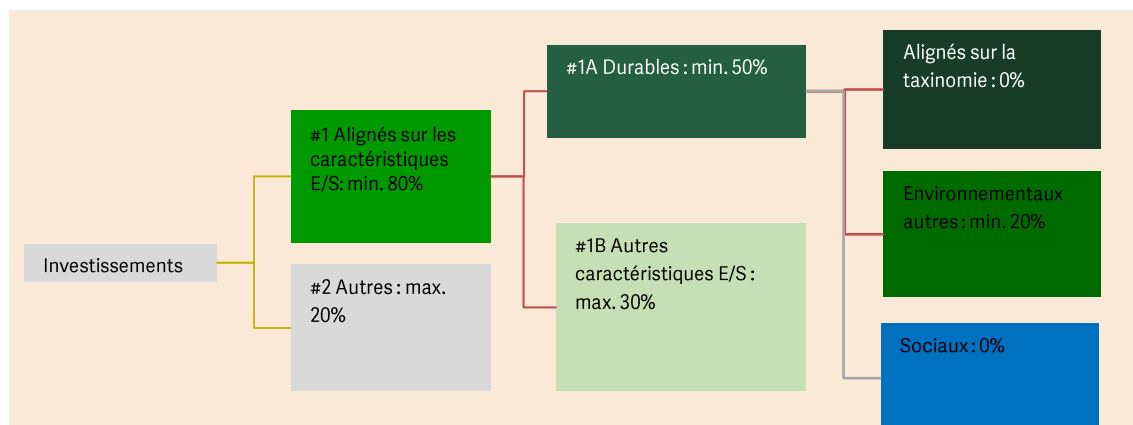 Investissements
#1 Alignés sur les
caractéristiques
E/S: min. 80%
#2 Autres : max.
20%
#1A Durables : min. 50%
#1B Autres
caractéristiques E/S :
max. 30%
Alignés sur la
taxinomie : 0%
Environnementaux
autres : min. 20%
Sociaux : 0%